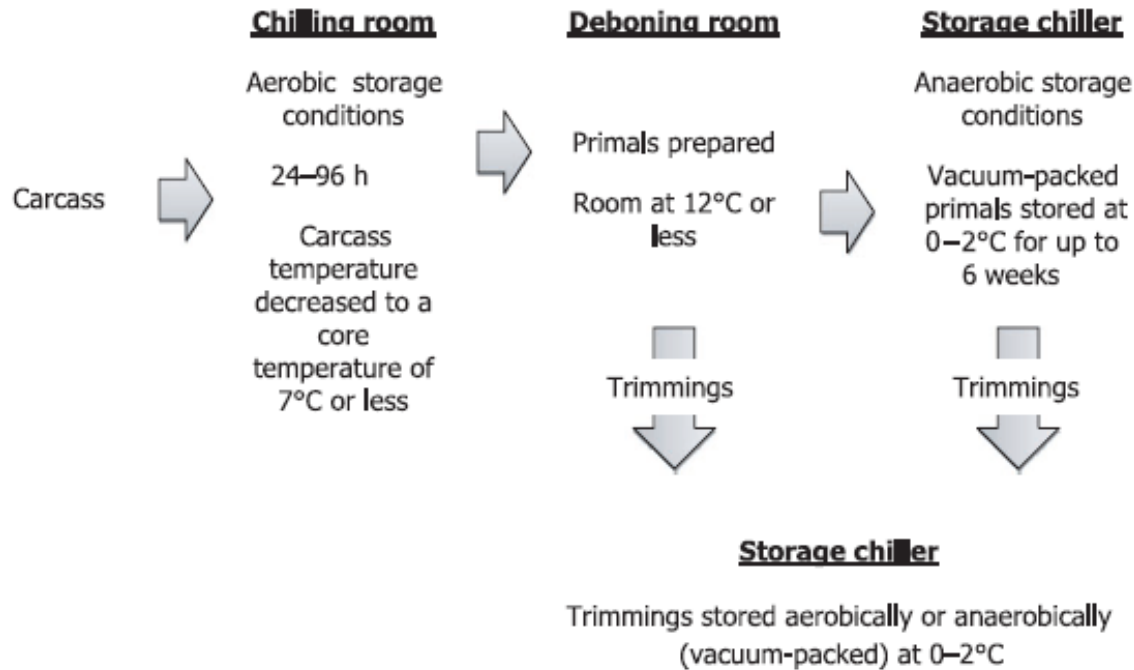 Carcass
Chilling room
Aerobic storage
conditions
24–96 h
Carcass
temperature
decreased to a
core
temperature of
7°C or less
Deboning room
Primals prepared
Room at 12°C or
less
Storage chiller
Anaerobic storage
conditions
Vacuum-packed
primals stored at
0–2°C for up to
6 weeks
Trimmings
Trimmings
Storage chiller
Trimmings stored aerobically or anaerobically
(vacuum-packed) at 0–2°C